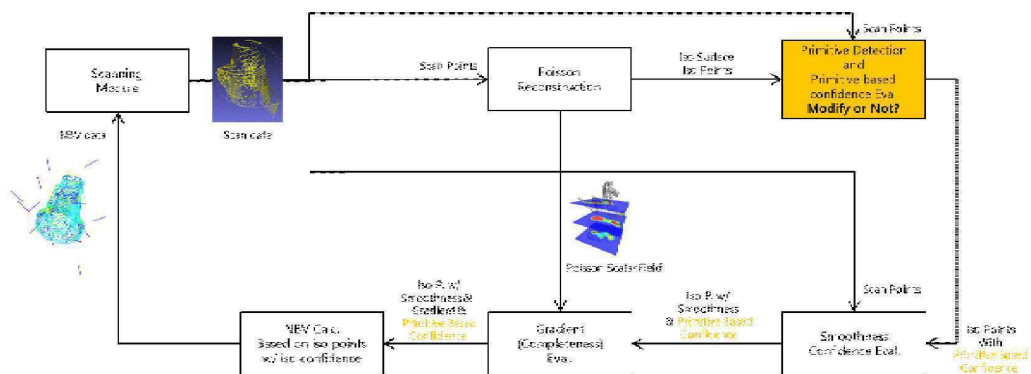 Scanning
Module
Scan data
Scan Points
Poisson
Reconstruction
Iso Surface
Iso Points
Scan Points
Primitive Detection
and
Primitive based
confidence Eval
Modify or Not?
NBV data
Poisson Scalar Field
Scan Points
Iso Points
With
Primitive Based
Confidence
Smoothness
Confidence Eval.
Iso P. w/
Smoothness
& Primitive Based
Confidence
Gradient
(Completeness)
Eval.
Iso P. w/
Smoothness &
Gradient &
Primitive Based
Confidence
NBV Calc.
Based on iso points
w/ iso confidence